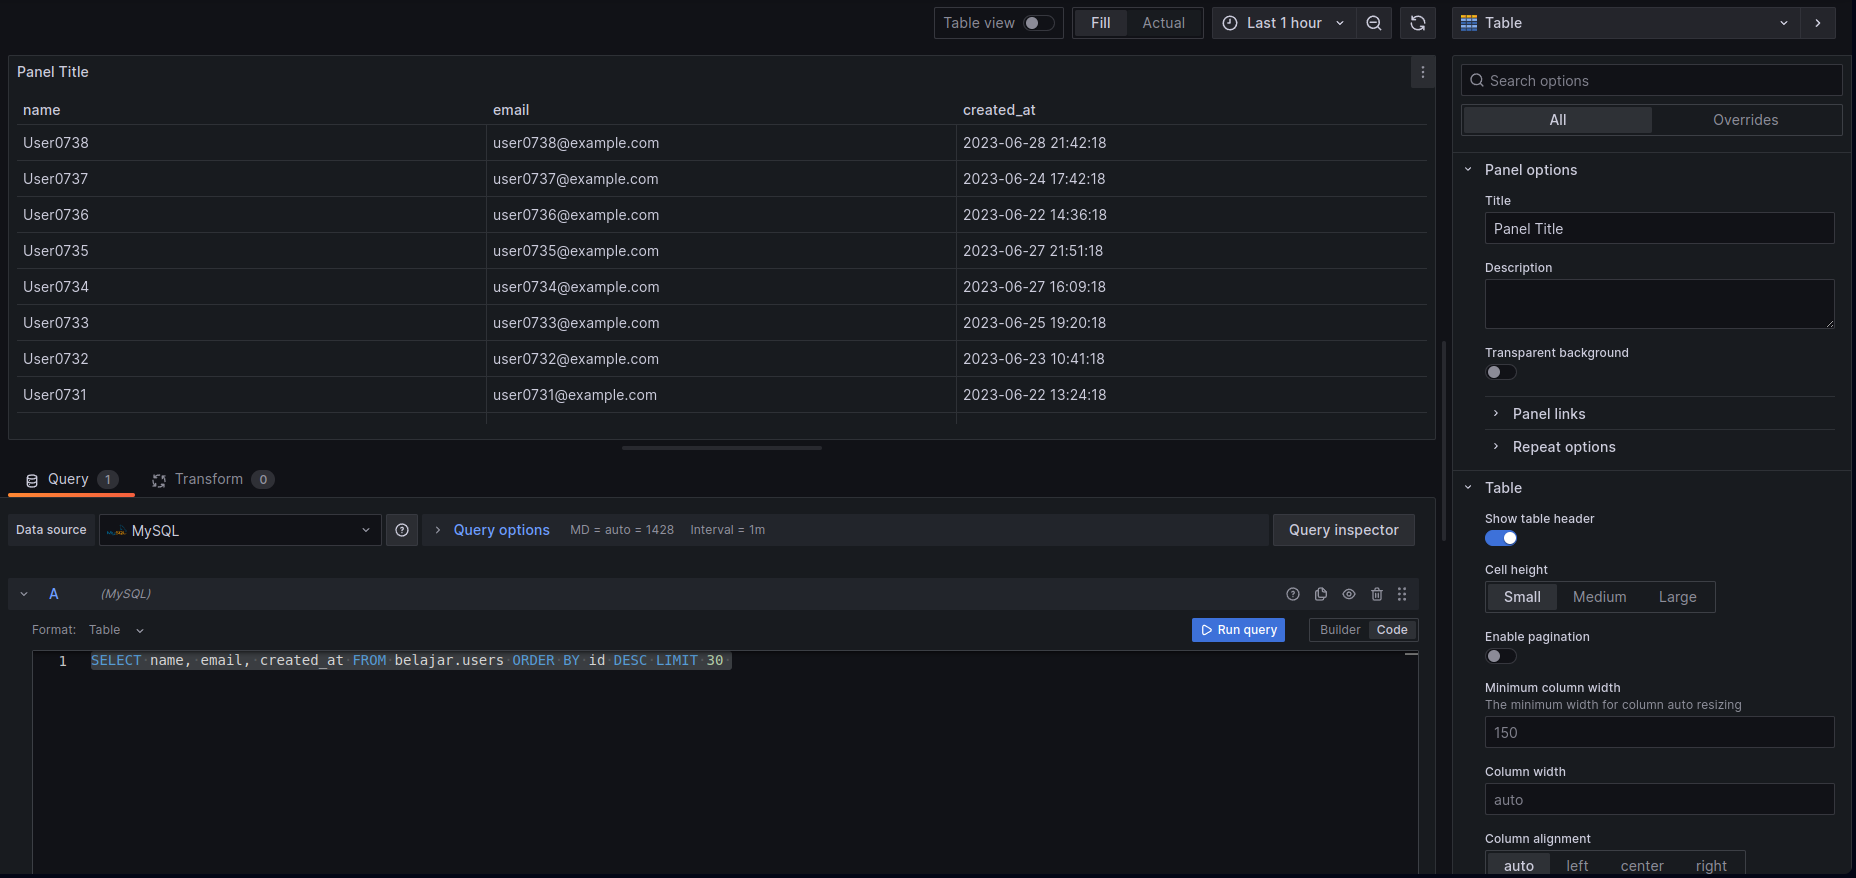 Table view Fill Actual Last 1 hour Table
Panel Title
name email created_at
User0738 user0738@example.com 2023-06-28 21:42:18
User0737 user0737@example.com 2023-06-24 17:42:18
User0736 user0736@example.com 2023-06-22 14:36:18
User0735 user0735@example.com 2023-06-27 21:51:18
User0734 user0734@example.com 2023-06-27 16:09:18
User0733 user0733@example.com 2023-06-25 19:20:18
User0732 user0732@example.com 2023-06-23 10:41:18
User0731 user0731@example.com 2023-06-22 13:24:18
Query 1 Transform 0
Data source MySQL Query options MD = auto = 1428 Interval = 1m Query inspector
A (MySQL)
Format: Table Run query Builder Code
1 SELECT name, email, created_at FROM belajar.users ORDER BY id DESC LIMIT 30
Search options
All Overrides
Panel options
Title
Panel Title
Description
Transparent background
Panel links
Repeat options
Table
Show table header
Cell height
Small Medium Large
Enable pagination
Minimum column width
The minimum width for column auto resizing
150
Column width
auto
Column alignment
auto left center right